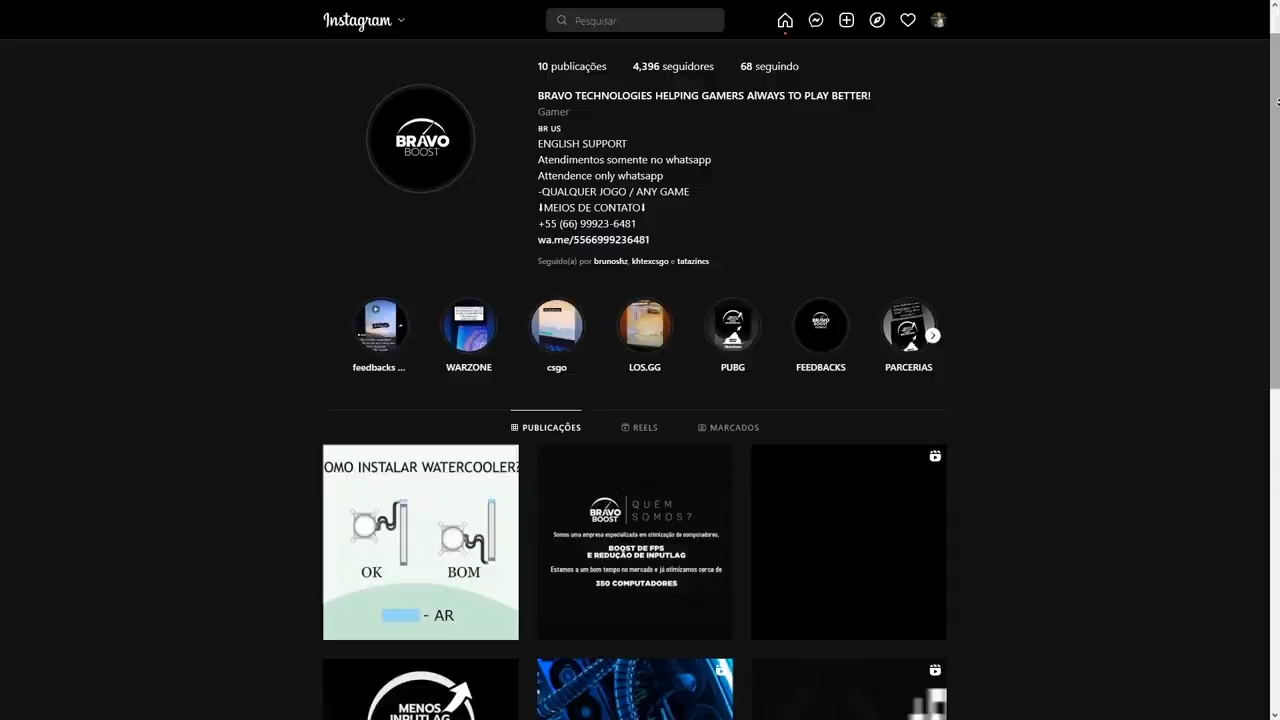 Instagram
Pesquisar
10 publicações 4,396 seguidores 68 seguindo
BRAVO TECHNOLOGIES HELPING GAMERS AlWAYS TO PLAY BETTER!
Gamer
BR US
ENGLISH SUPPORT
Atendimentos somente no whatsapp
Attendence only whatsapp
-QUALQUER JOGO / ANY GAME
⬇MEIOS DE CONTATO⬇
+55 (66) 99923-6481
wa.me/5566999236481
Seguido(a) por brunoshz, khtexcsgo e tatazincs
BRAVO
BOOST
feedbacks ... WARZONE csgo LOS.GG PUBG FEEDBACKS PARCERIAS
PUBLICAÇÕES REELS MARCADOS
OMO INSTALAR WATERCOOLER?
OK BOM
- AR
BRAVO BOOST QUEM SOMOS?
Somos uma empresa especializada em otimização de computadores.
BOOST DE FPS
E REDUÇÃO DE INPUTLAG
Estamos a um bom tempo no mercado e já otimizamos cerca de
350 COMPUTADORES
MENOS
INPUTLAG